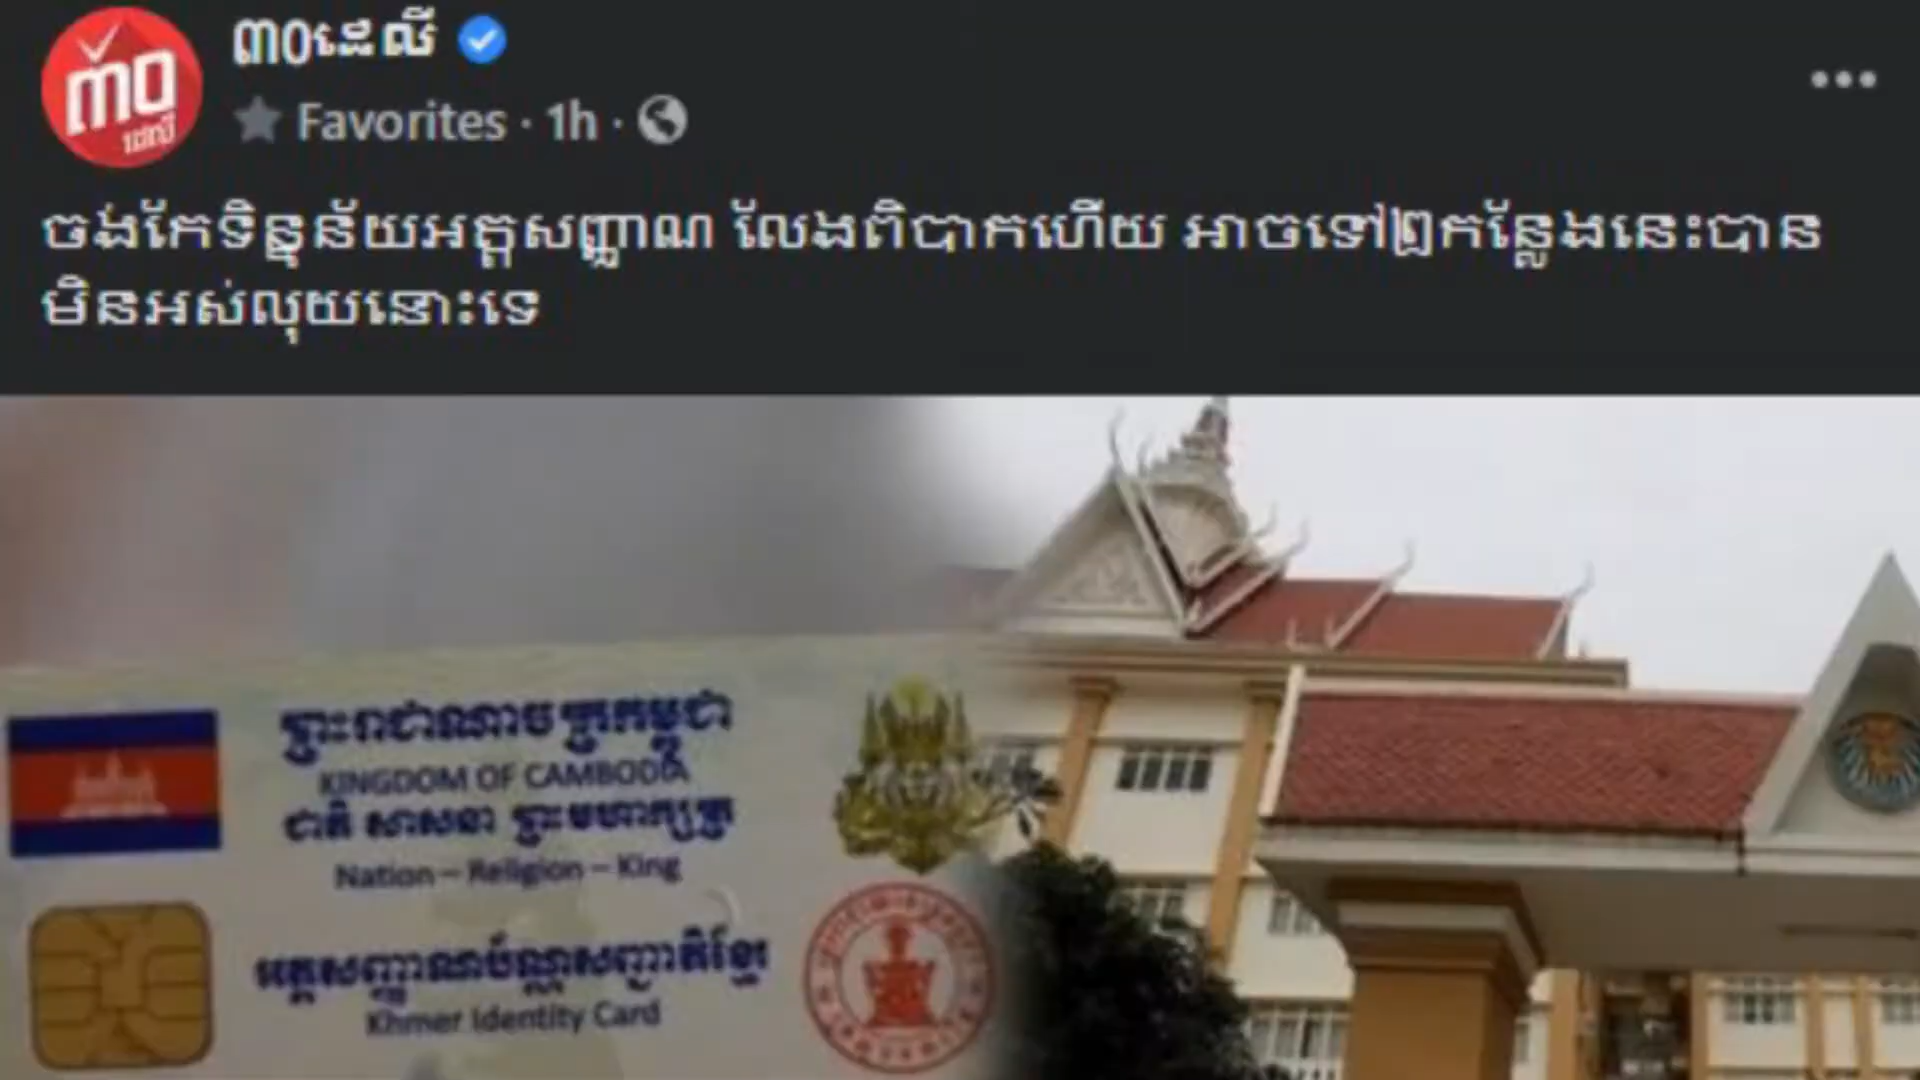 ៣០ដេលី
៣០
ដេលី
Favorites · 1h ·
ចង់កែទិន្នន័យអត្តសញ្ញាណ លែងពិបាកហើយ អាចទៅ២កន្លែងនេះបាន
មិនអស់លុយនោះទេ
ព្រះរាជាណាចក្រកម្ពុជា
KINGDOM OF CAMBODIA
ជាតិ សាសនា ព្រះមហាក្សត្រ
Nation – Religion – King
អត្តសញ្ញាណប័ណ្ណសញ្ជាតិខ្មែរ
Khmer Identity Card